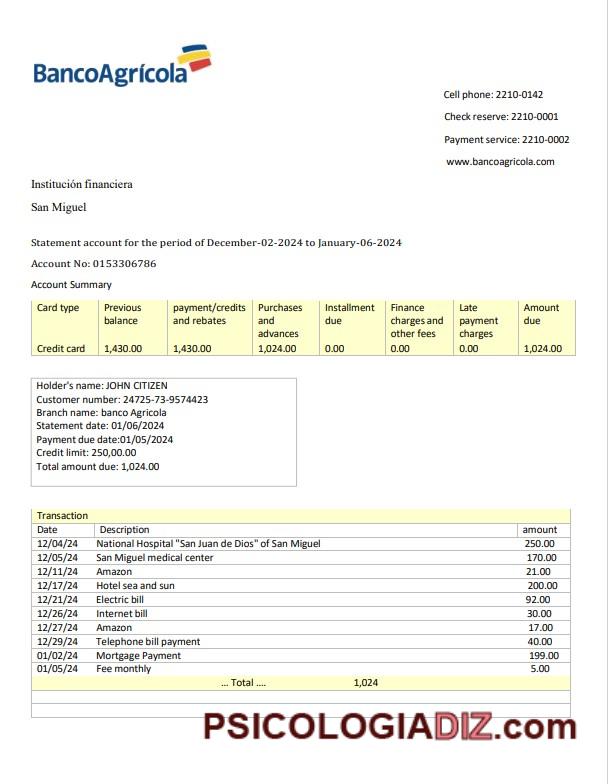 BancoAgrícola
Cell phone: 2210-0142
Check reserve: 2210-0001
Payment service: 2210-0002
www.bancoagricola.com
Institución financiera
San Miguel
Statement account for the period of December-02-2024 to January-06-2024
Account No: 0153306786
Account Summary
Card type Previous balance payment/credits and rebates Purchases and advances Installment due Finance charges and other fees Late payment charges Amount due
Credit card 1,430.00 1,430.00 1,024.00 0.00 0.00 0.00 1,024.00
Holder's name: JOHN CITIZEN
Customer number: 24725-73-9574423
Branch name: banco Agricola
Statement date: 01/06/2024
Payment due date:01/05/2024
Credit limit: 250,00.00
Total amount due: 1,024.00
Transaction
Date Description amount
12/04/24 National Hospital "San Juan de Dios" of San Miguel 250.00
12/05/24 San Miguel medical center 170.00
12/11/24 Amazon 21.00
12/17/24 Hotel sea and sun 200.00
12/21/24 Electric bill 92.00
12/26/24 Internet bill 30.00
12/27/24 Amazon 17.00
12/29/24 Telephone bill payment 40.00
01/02/24 Mortgage Payment 199.00
01/05/24 Fee monthly 5.00
... Total .... 1,024
PSICOLOGIADIZ.com